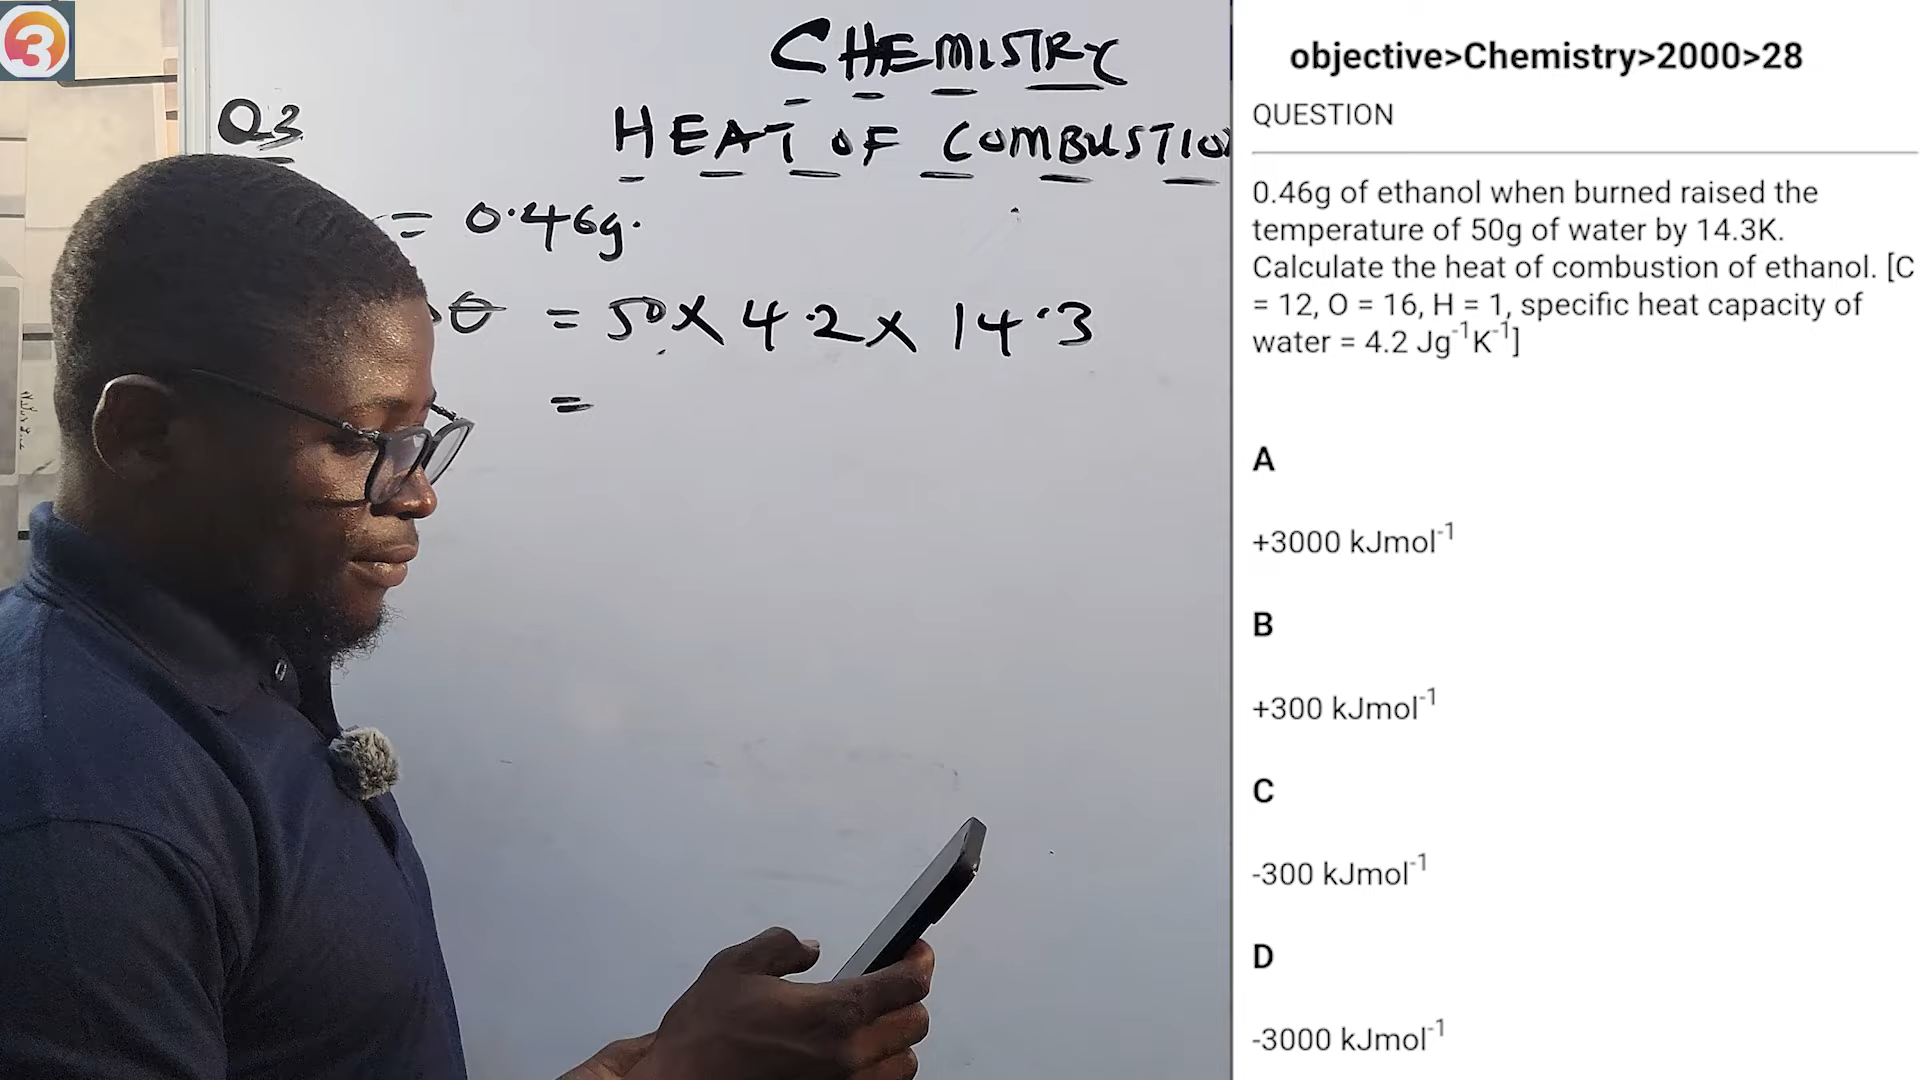 3
CHEMISTRY
Q3
HEAT OF COMBUSTION
= 0.46g.
θ = 50 x 4.2 x 14.3
=
objective>Chemistry>2000>28
QUESTION
0.46g of ethanol when burned raised the
temperature of 50g of water by 14.3K.
Calculate the heat of combustion of ethanol. [C
= 12, O = 16, H = 1, specific heat capacity of
water = 4.2 Jg⁻¹K⁻¹]
A
+3000 kJmol⁻¹
B
+300 kJmol⁻¹
C
-300 kJmol⁻¹
D
-3000 kJmol⁻¹